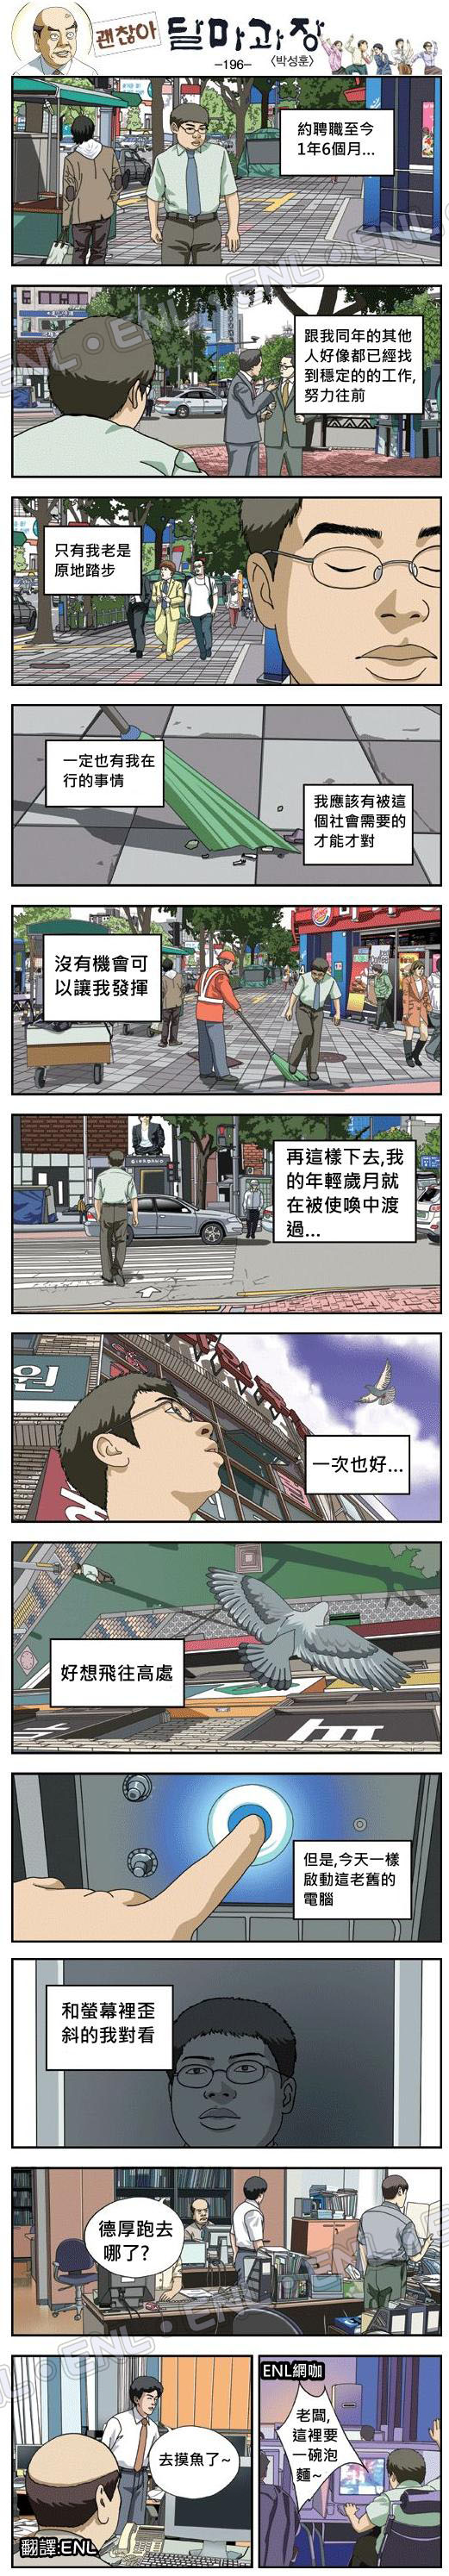 괜찮아 달마과장
-196-
<박성훈>
約聘職至今
1年6個月...
跟我同年的其他
人好像都已經找
到穩定的的工作,
努力往前
只有我老是
原地踏步
一定也有我在
行的事情
我應該有被這
個社會需要的
才能才對
沒有機會可
以讓我發揮
再這樣下去,我
的年輕歲月就
在被使喚中渡
過...
원
一次也好...
好想飛往高處
但是,今天一樣
啟動這老舊的
電腦
和螢幕裡歪
斜的我對看
德厚跑去
哪了?
去摸魚了~
翻譯:ENL
ENL網咖
老闆,
這裡要
一碗泡
麵~